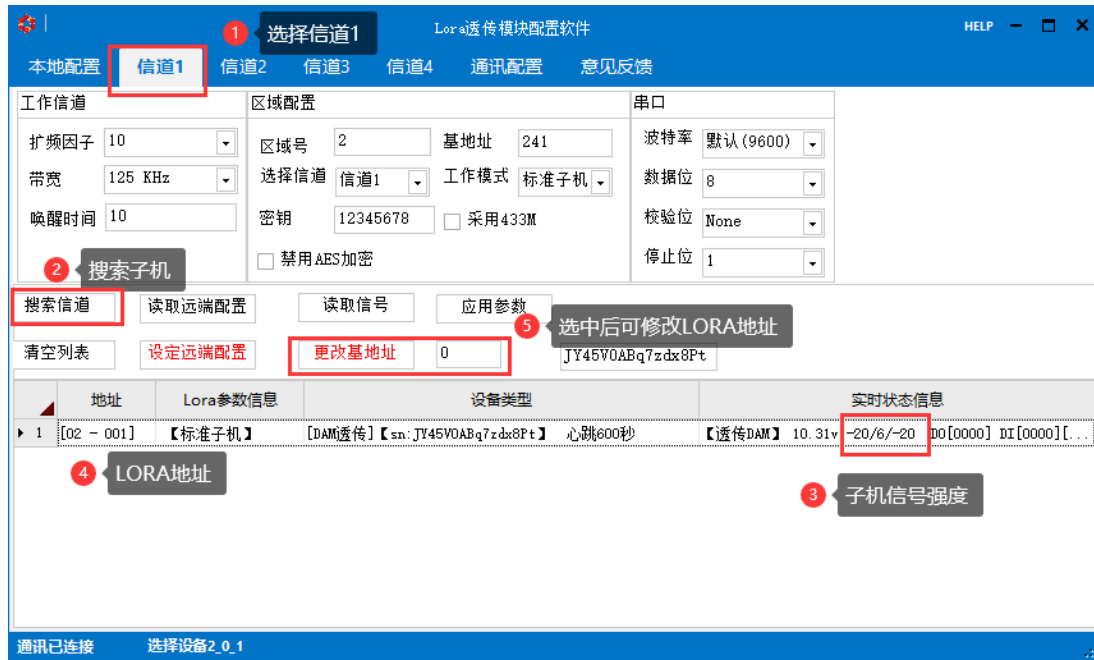 1 选择信道1
Lora透传模块配置软件
HELP
本地配置 信道1 信道2 信道3 信道4 通讯配置 意见反馈
工作信道 区域配置 串口
扩频因子 10 区域号 2 基地址 241 波特率 默认(9600)
带宽 125 KHz 选择信道 信道1 工作模式 标准子机 数据位 8
唤醒时间 10 密钥 12345678 采用433M 校验位 None
禁用AES加密 停止位 1
2 搜索子机
搜索信道 读取远端配置 读取信号 应用参数
5 选中后可修改LORA地址
清空列表 设定远端配置 更改基地址 0 JY45V0ABq7zdx8Pt
地址 Lora参数信息 设备类型 实时状态信息
1 [02 - 001] 【标准子机】 [DAM透传]【sn:JY45V0ABq7zdx8Pt】 心跳600秒 【透传DAM】 10.31v -20/6/-20 DO[0000] DI[0000][...
4 LORA地址
3 子机信号强度
通讯已连接 选择设备2_0_1